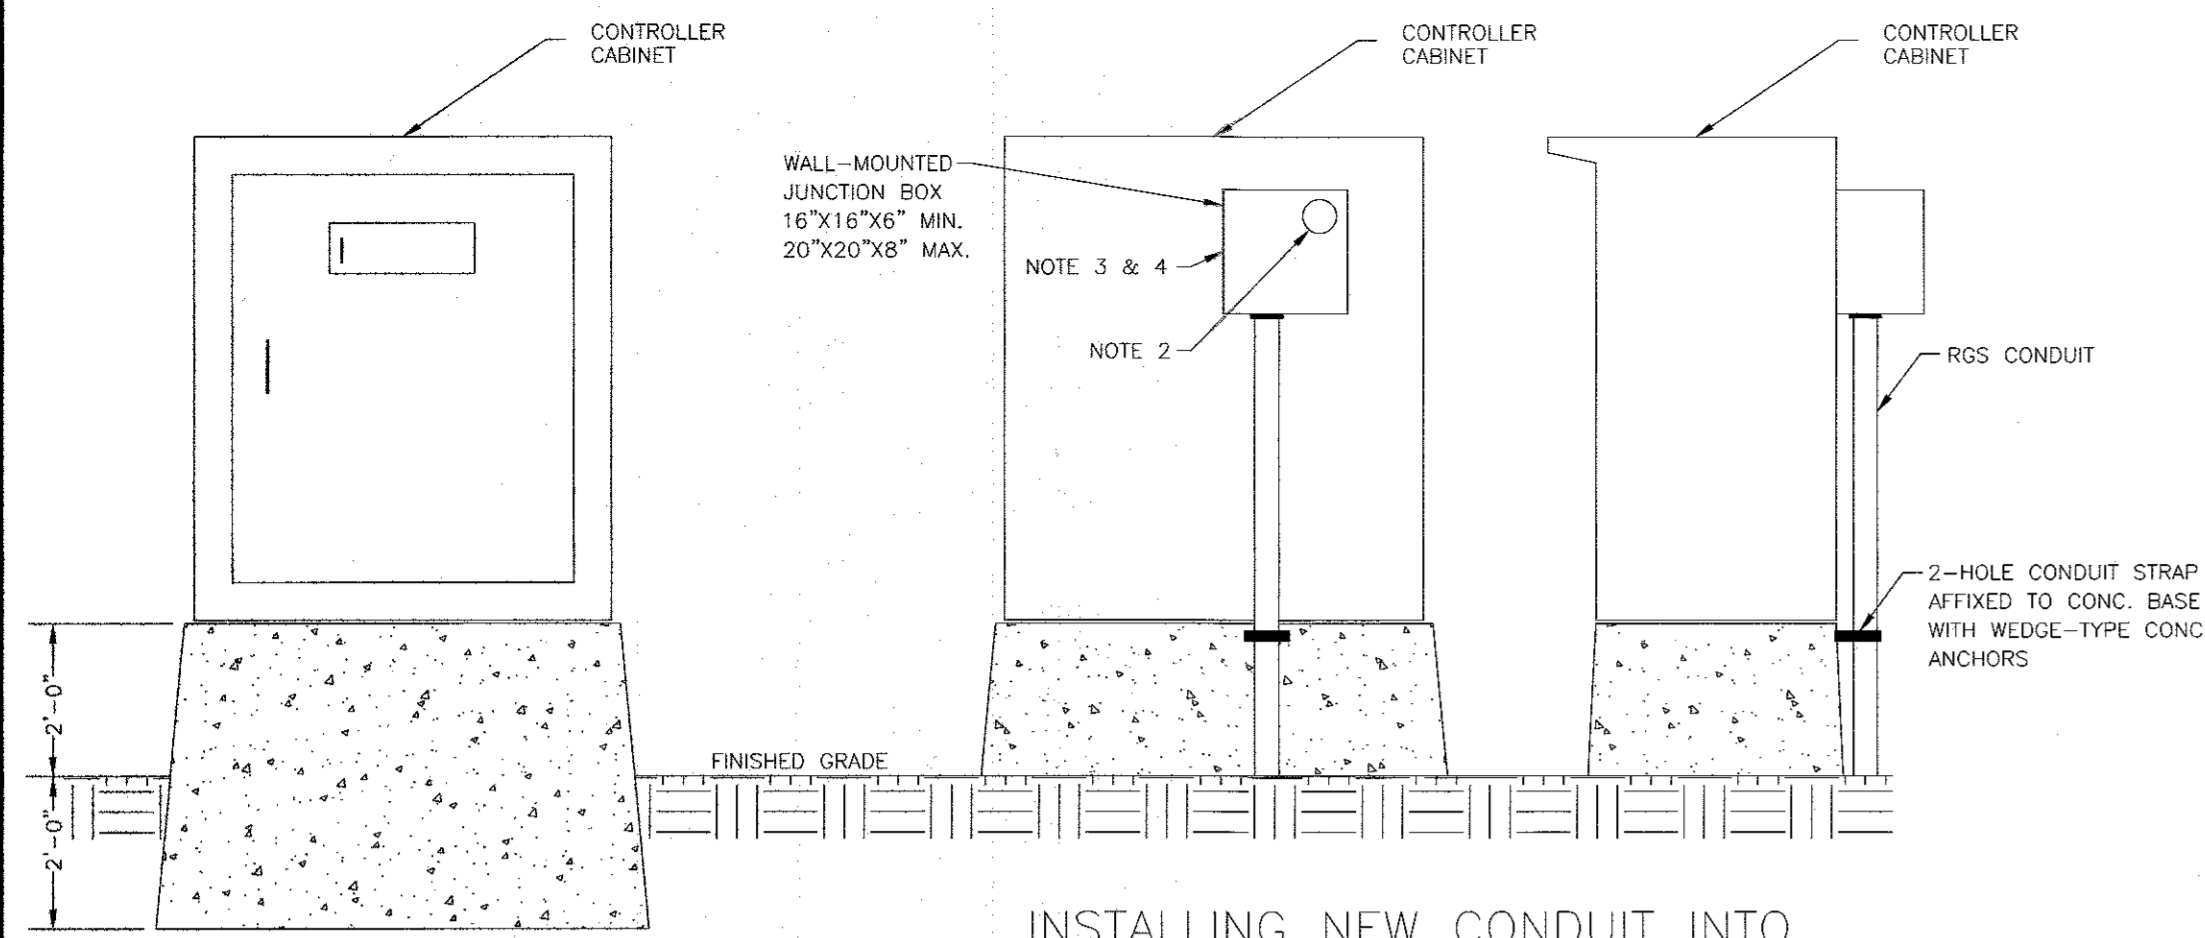 CONTROLLER
CABINET
CONTROLLER
CABINET
CONTROLLER
CABINET
WALL-MOUNTED
JUNCTION BOX
16"X16"X6" MIN.
20"X20"X8" MAX.
NOTE 3 & 4
NOTE 2
RGS CONDUIT
2-HOLE CONDUIT STRAP
AFFIXED TO CONC. BASE
WITH WEDGE-TYPE CONC
ANCHORS
2'-0"
FINISHED GRADE
2'-0"
INSTALLING NEW CONDUIT INTO